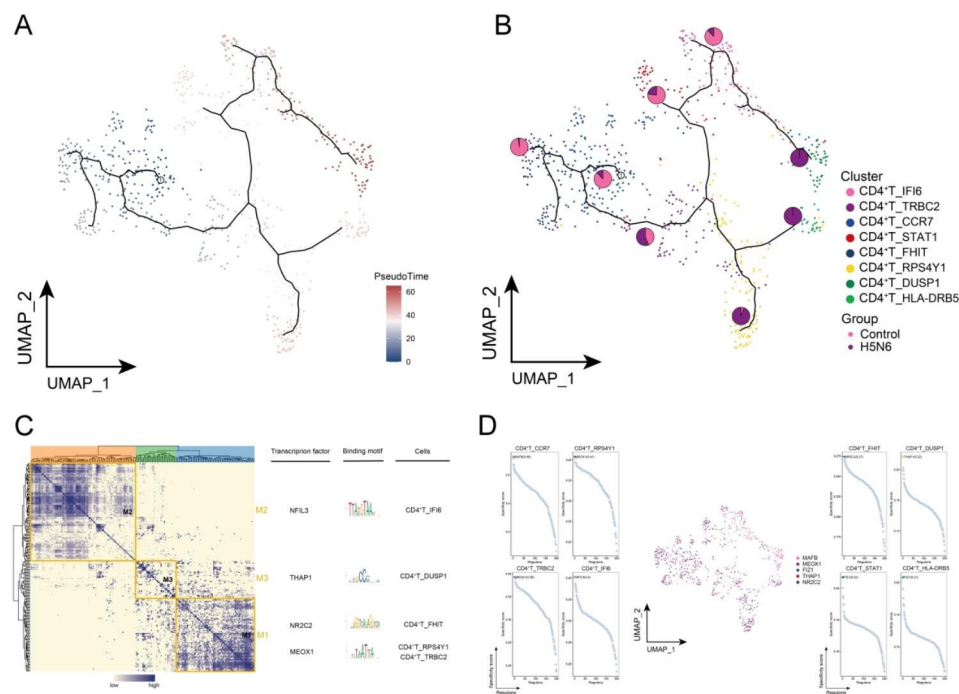 A
PseudoTime
60
40
20
0
UMAP_2
UMAP_1
B
Cluster
CD4⁺T_IFI6
CD4⁺T_TRBC2
CD4⁺T_CCR7
CD4⁺T_STAT1
CD4⁺T_FHIT
CD4⁺T_RPS4Y1
CD4⁺T_DUSP1
CD4⁺T_HLA-DRB5
Group
Control
H5N6
UMAP_2
UMAP_1
C
Transcriprion factor Binding motif Cells
M2 M2 NFIL3 CD4⁺T_IFI6
M3 M3 THAP1 CD4⁺T_DUSP1
M1 M1 NR2C2 CD4⁺T_FHIT
MEOX1 CD4⁺T_RPS4Y1
CD4⁺T_TRBC2
low high
D
CD4⁺T_CCR7 CD4⁺T_RPS4Y1
CD4⁺T_TRBC2 CD4⁺T_IFI6
Specificity score
Regulons
MAFB
MEOX1
FIZ1
THAP1
NR2C2
UMAP_2
UMAP_1
CD4⁺T_FHIT CD4⁺T_DUSP1
CD4⁺T_STAT1 CD4⁺T_HLA-DRB5